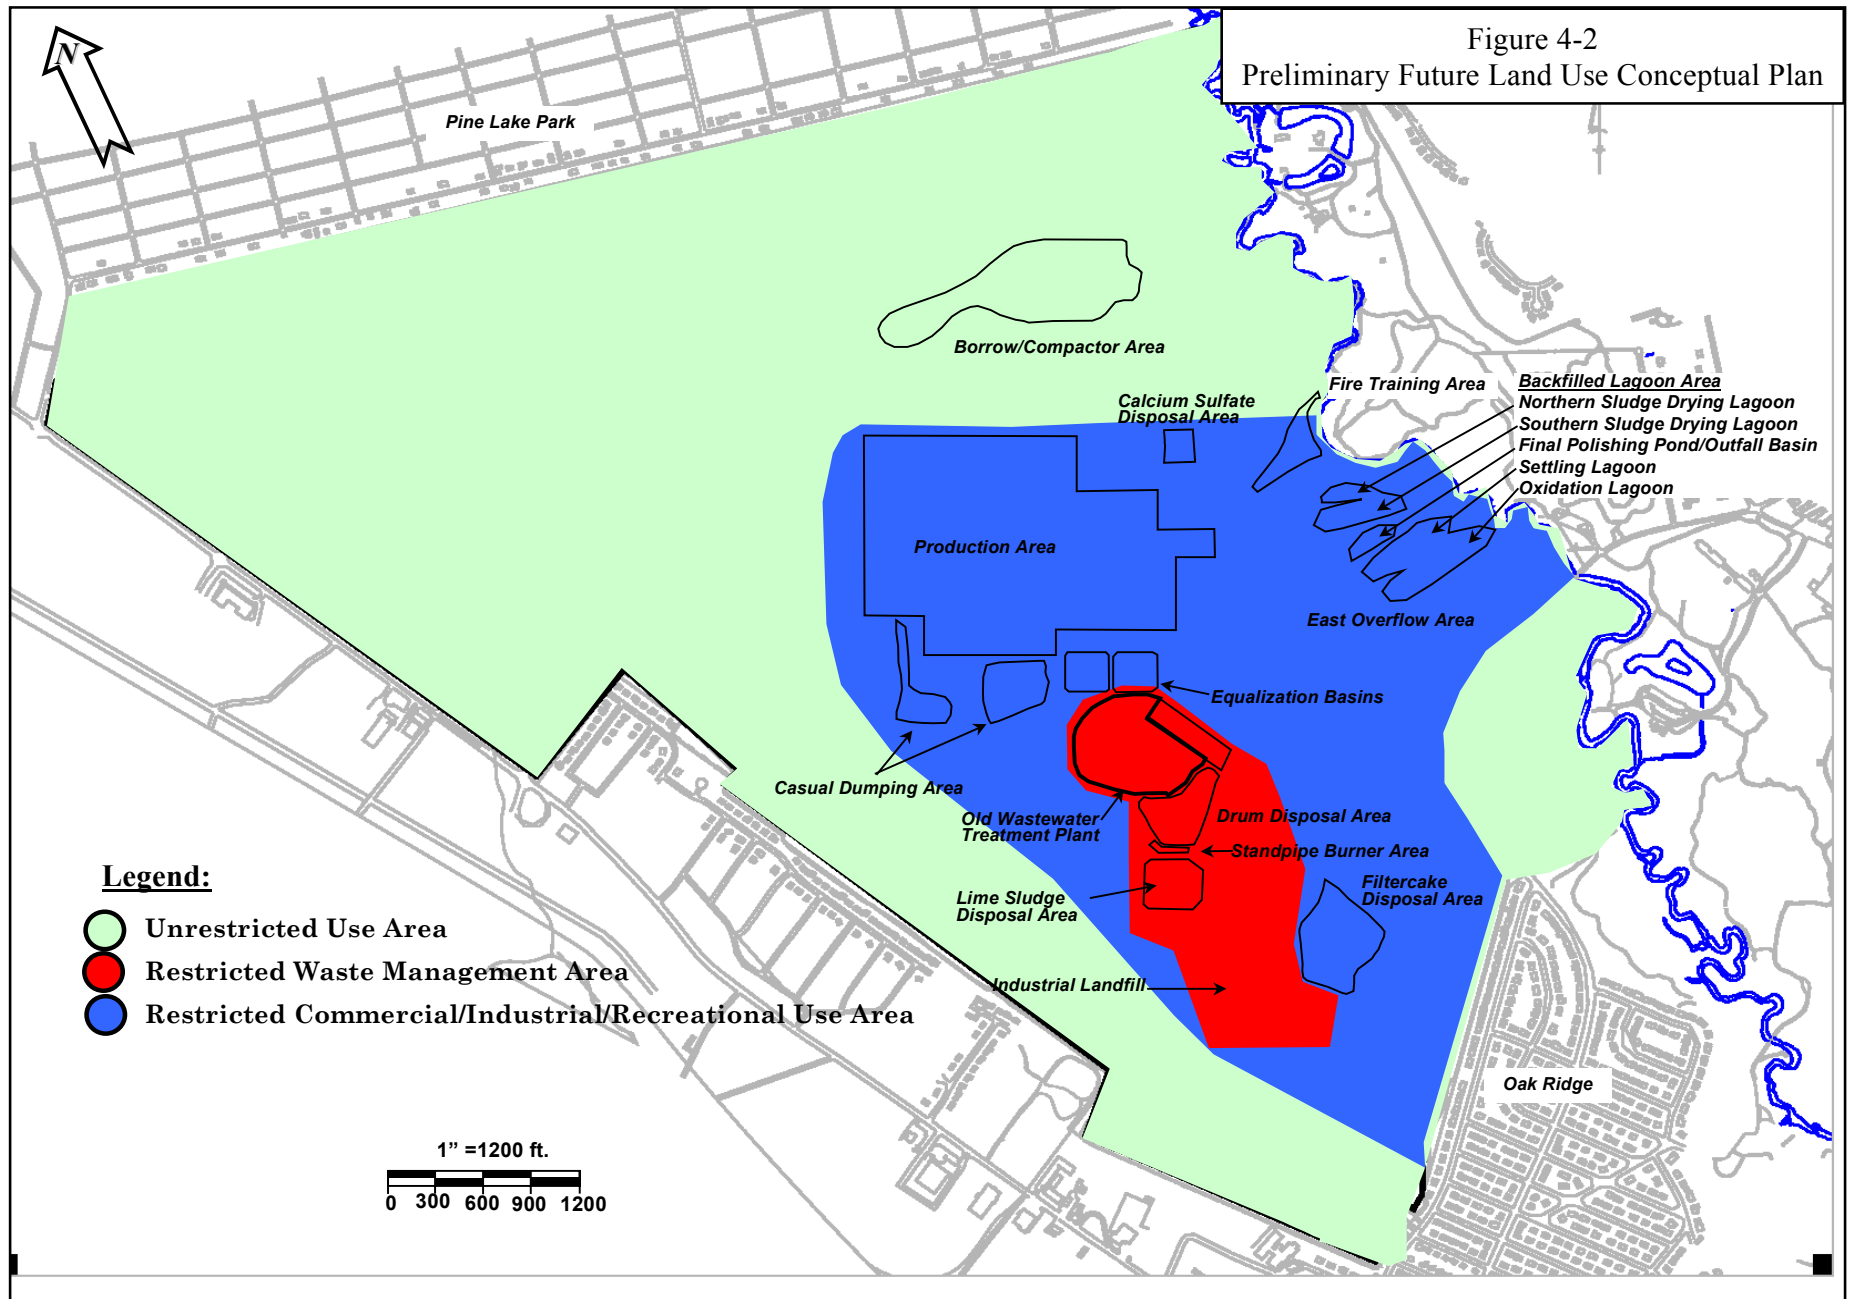 Figure 4-2
Preliminary Future Land Use Conceptual Plan
N
Pine Lake Park
Borrow/Compactor Area
Fire Training Area
Calcium Sulfate
Disposal Area
Backfilled Lagoon Area
Northern Sludge Drying Lagoon
Southern Sludge Drying Lagoon
Final Polishing Pond/Outfall Basin
Settling Lagoon
Oxidation Lagoon
Production Area
East Overflow Area
Equalization Basins
Casual Dumping Area
Old Wastewater
Treatment Plant
Drum Disposal Area
Standpipe Burner Area
Lime Sludge
Disposal Area
Filtercake
Disposal Area
Industrial Landfill
Oak Ridge
Legend:
Unrestricted Use Area
Restricted Waste Management Area
Restricted Commercial/Industrial/Recreational Use Area
1” =1200 ft.
0 300 600 900 1200